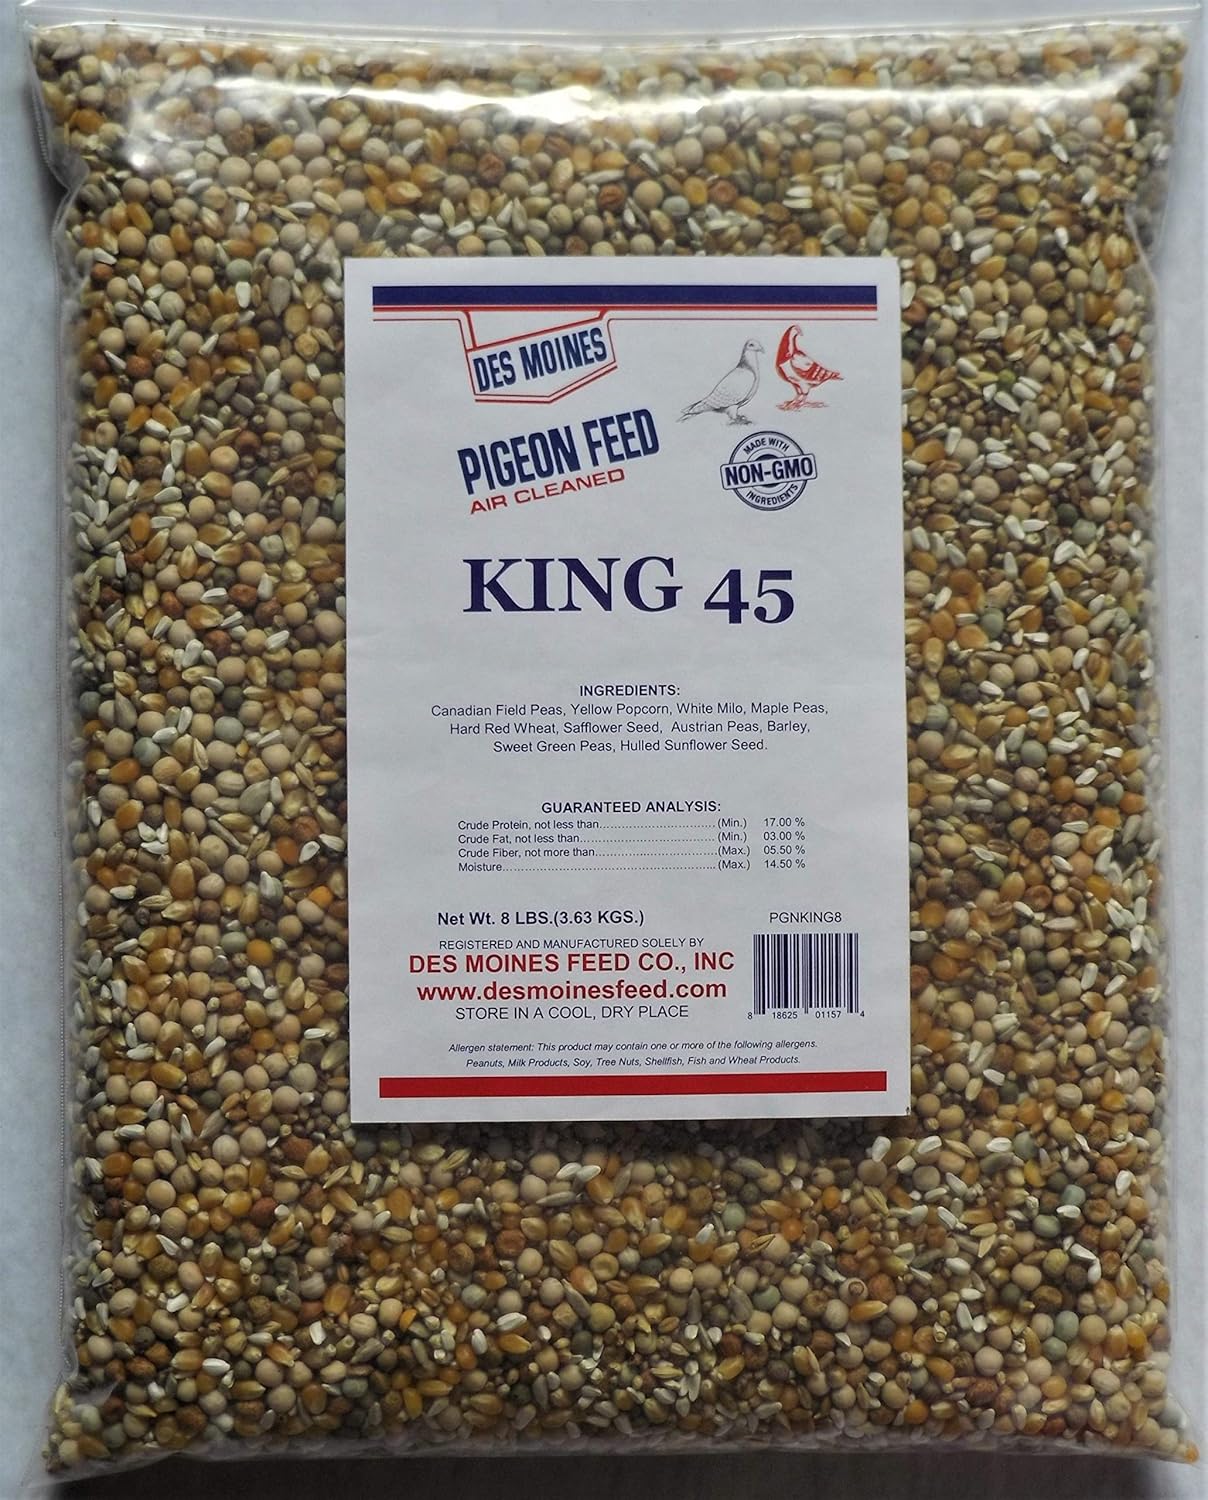 DES MOINES
PIGEON FEED
AIR CLEANED
MADE WITH
NON-GMO
INGREDIENTS
KING 45
INGREDIENTS:
Canadian Field Peas, Yellow Popcorn, White Milo, Maple Peas,
Hard Red Wheat, Safflower Seed, Austrian Peas, Barley,
Sweet Green Peas, Hulled Sunflower Seed.
GUARANTEED ANALYSIS:
Crude Protein, not less than..............................(Min.) 17.00 %
Crude Fat, not less than...................................(Min.) 03.00 %
Crude Fiber, not more than...............................(Max.) 05.50 %
Moisture........................................................(Max.) 14.50 %
Net Wt. 8 LBS.(3.63 KGS.)
PGNKING8
REGISTERED AND MANUFACTURED SOLELY BY
DES MOINES FEED CO., INC
www.desmoinesfeed.com
STORE IN A COOL, DRY PLACE
8 18625 01157 4
Allergen statement: This product may contain one or more of the following allergens.
Peanuts, Milk Products, Soy, Tree Nuts, Shellfish, Fish and Wheat Products.